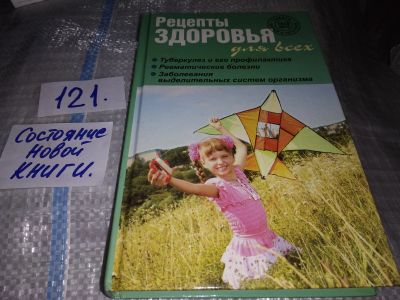 Рецепты
ЗДОРОВЬЯ
для всех
Туберкулез и его профилактика
Ревматические болезни
Заболевания
выделительных систем организма
121.
Состояние
новой
книги.